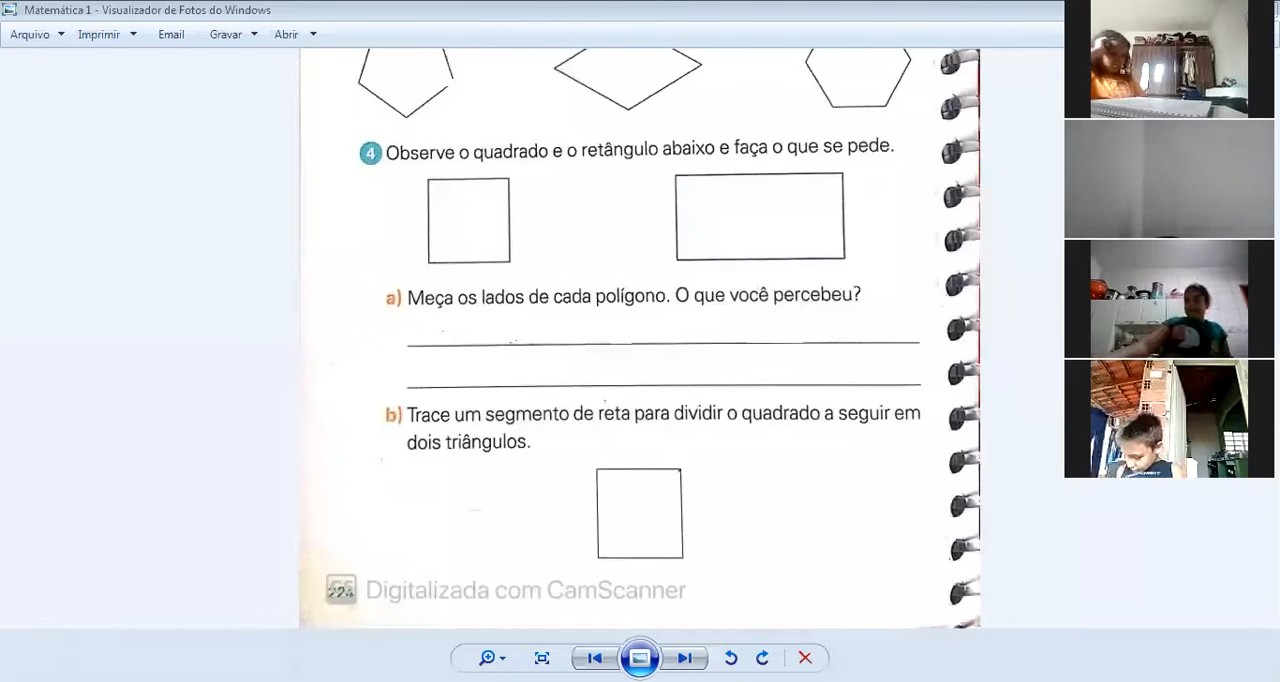 Matemática 1 - Visualizador de Fotos do Windows
Arquivo Imprimir Email Gravar Abrir
4 Observe o quadrado e o retângulo abaixo e faça o que se pede.
a) Meça os lados de cada polígono. O que você percebeu?
b) Trace um segmento de reta para dividir o quadrado a seguir em
dois triângulos.
224 Digitalizada com CamScanner